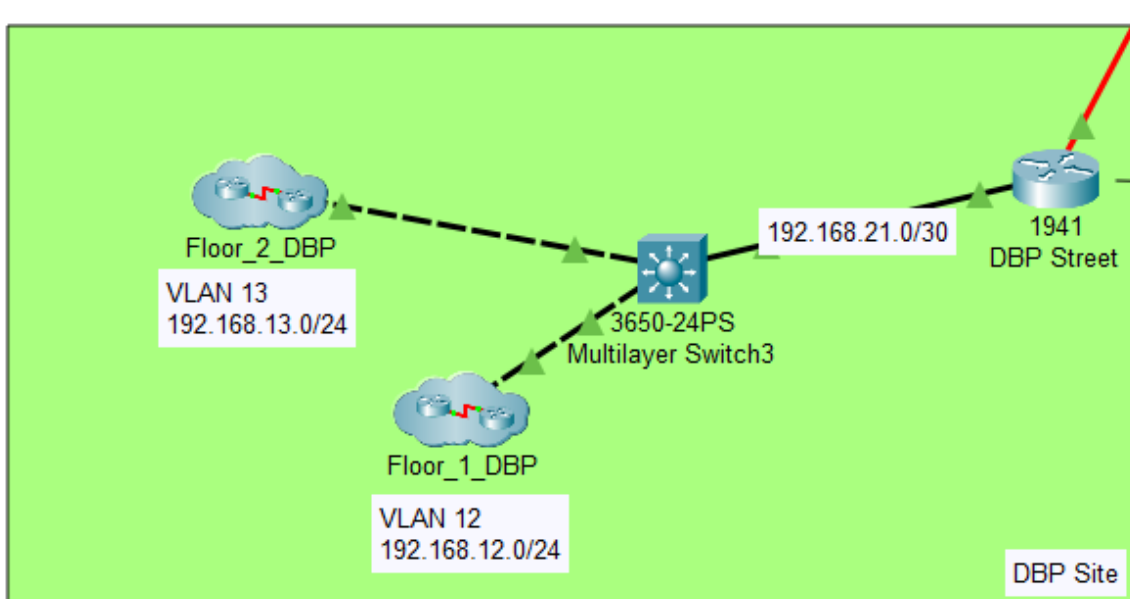 192.168.21.0/30
1941
DBP Street
Floor_2_DBP
VLAN 13
192.168.13.0/24
3650-24PS
Multilayer Switch3
Floor_1_DBP
VLAN 12
192.168.12.0/24
DBP Site